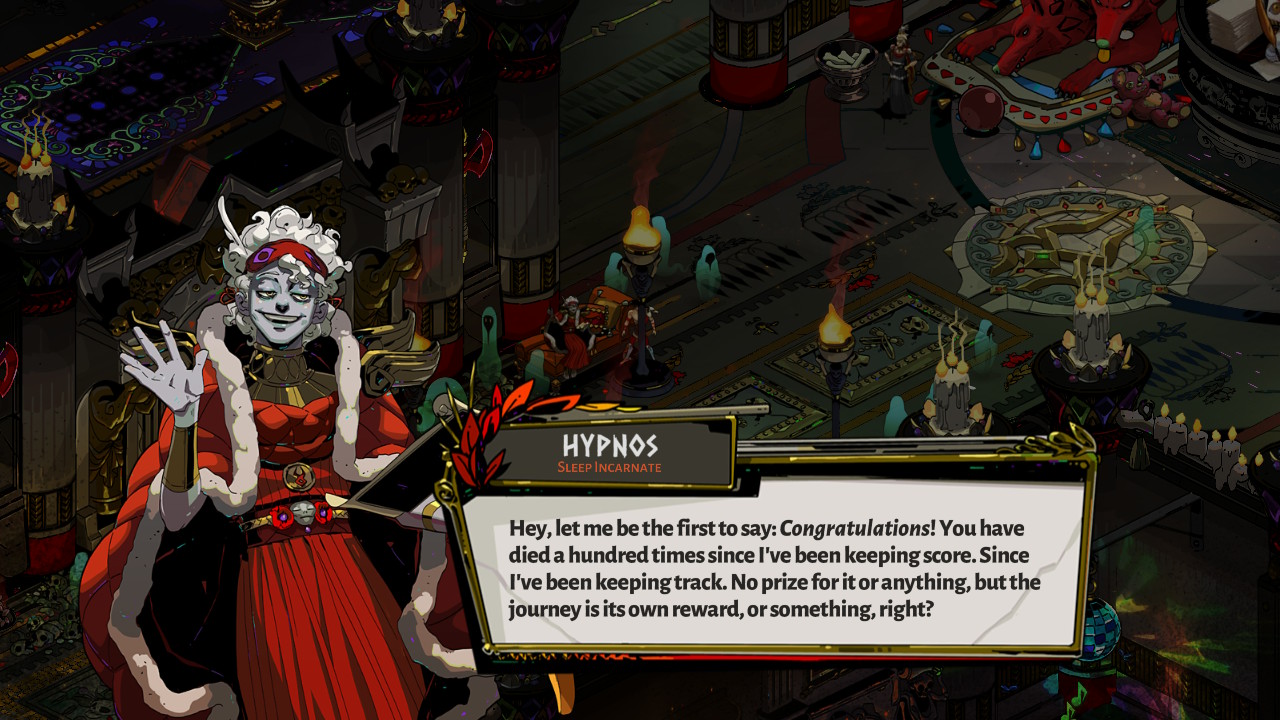 HYPNOS
Sleep Incarnate
Hey, let me be the first to say: Congratulations! You have
died a hundred times since I've been keeping score. Since
I've been keeping track. No prize for it or anything, but the
journey is its own reward, or something, right?